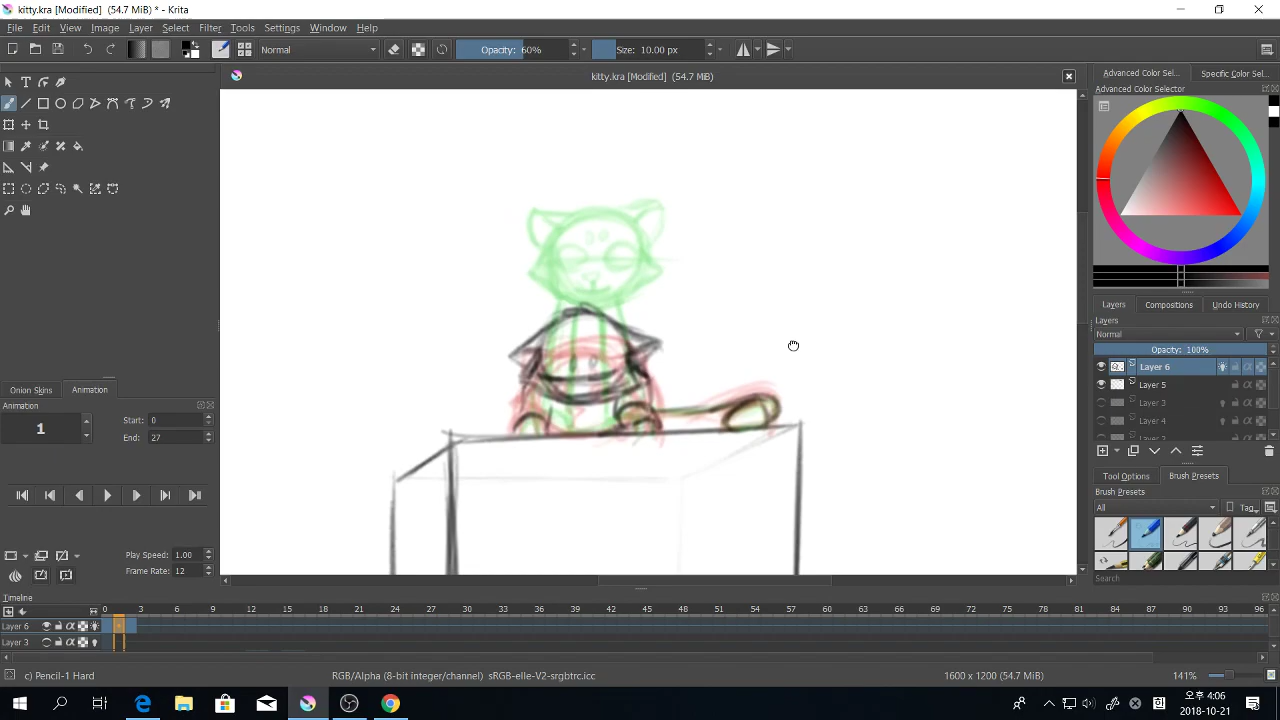 kitty.kra [Modified] (54.7 MiB) * - Krita
File Edit View Image Layer Select Filter Tools Settings Window Help
Normal Opacity: 60% Size: 10.00 px
kitty.kra [Modified] (54.7 MiB)
Advanced Color Sel... Specific Color Sel...
Advanced Color Selector
Layers Compositions Undo History
Layers
Normal
Opacity: 100%
Layer 6
Layer 5
Layer 3
Layer 4
Onion Skins Animation
Animation
1
Start: 0
End: 27
Play Speed: 1.00
Frame Rate: 12
Tool Options Brush Presets
Brush Presets
All Tag
Search
Timeline
0 3 6 9 12 15 18 21 24 27 30 33 36 39 42 45 48 51 54 57 60 63 66 69 72 75 78 81 84 87 90 93 96
Layer 6
Layer 3
c) Pencil-1 Hard RGB/Alpha (8-bit integer/channel) sRGB-elle-V2-srgbtrc.icc 1600 x 1200 (54.7 MiB) 141%
오후 4:06
2018-10-21